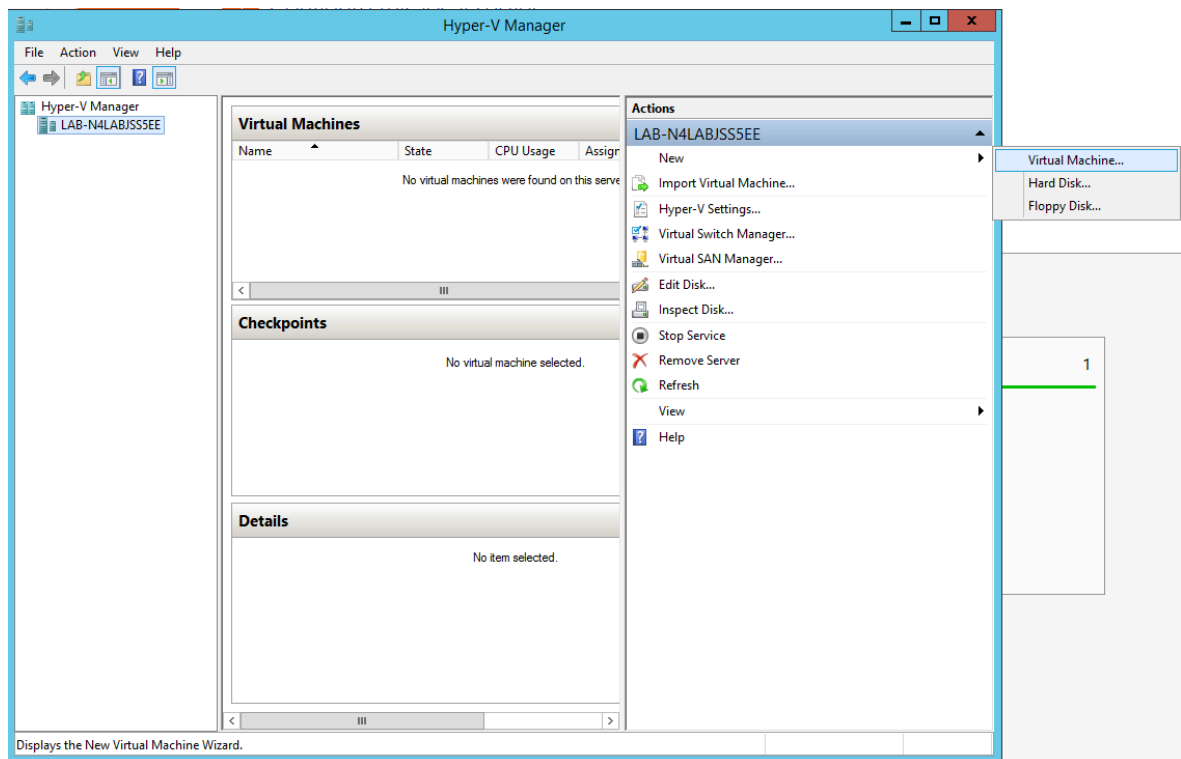 Hyper-V Manager
File Action View Help
Hyper-V Manager
LAB-N4LABJSS5EE
Virtual Machines
Name State CPU Usage Assign
No virtual machines were found on this serve
Checkpoints
No virtual machine selected.
Details
No item selected.
Actions
LAB-N4LABJSS5EE
New
Import Virtual Machine...
Hyper-V Settings...
Virtual Switch Manager...
Virtual SAN Manager...
Edit Disk...
Inspect Disk...
Stop Service
Remove Server
Refresh
View
Help
Virtual Machine...
Hard Disk...
Floppy Disk...
1
Displays the New Virtual Machine Wizard.